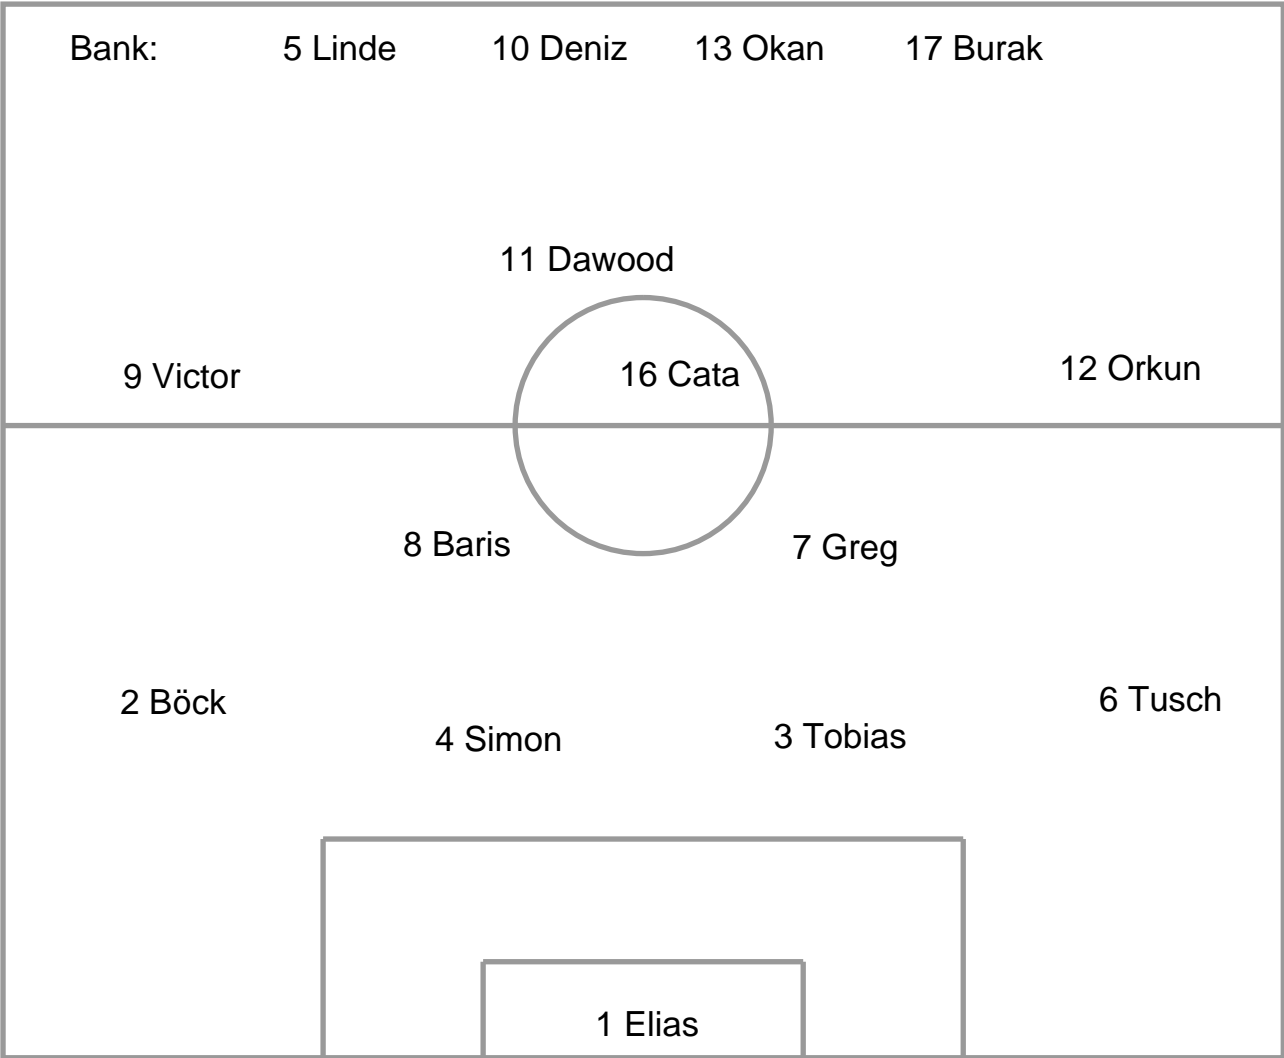 Bank: 5 Linde 10 Deniz 13 Okan 17 Burak
11 Dawood
9 Victor 16 Cata 12 Orkun
8 Baris 7 Greg
2 Böck 6 Tusch
4 Simon 3 Tobias
1 Elias